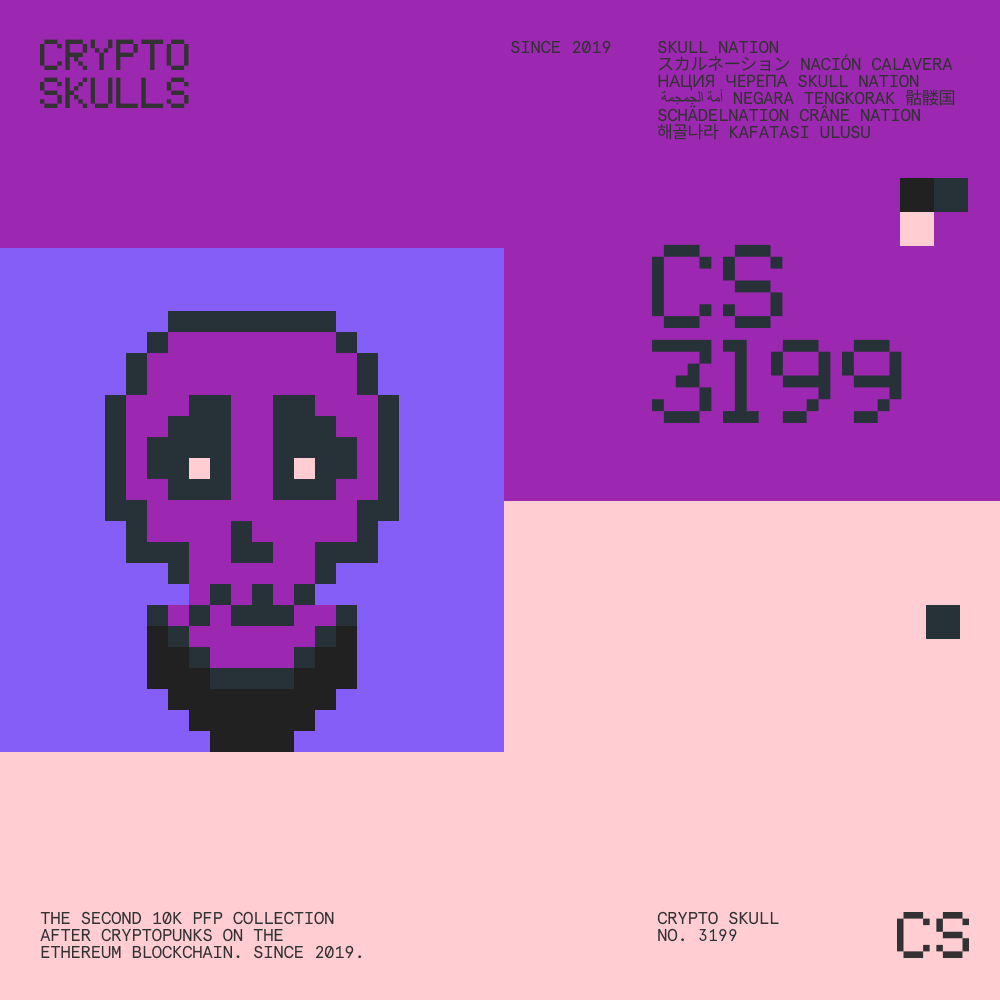 CRYPTO
SKULLS
SINCE 2019
SKULL NATION
スカルネーション NACIÓN CALAVERA
НАЦИЯ ЧЕРЕПА SKULL NATION
أمة الجمجمة NEGARA TENGKORAK 骷髅国
SCHÄDELNATION CRÂNE NATION
해골나라 KAFATASI ULUSU
CS
3199
THE SECOND 10K PFP COLLECTION
AFTER CRYPTOPUNKS ON THE
ETHEREUM BLOCKCHAIN. SINCE 2019.
CRYPTO SKULL
NO. 3199
CS